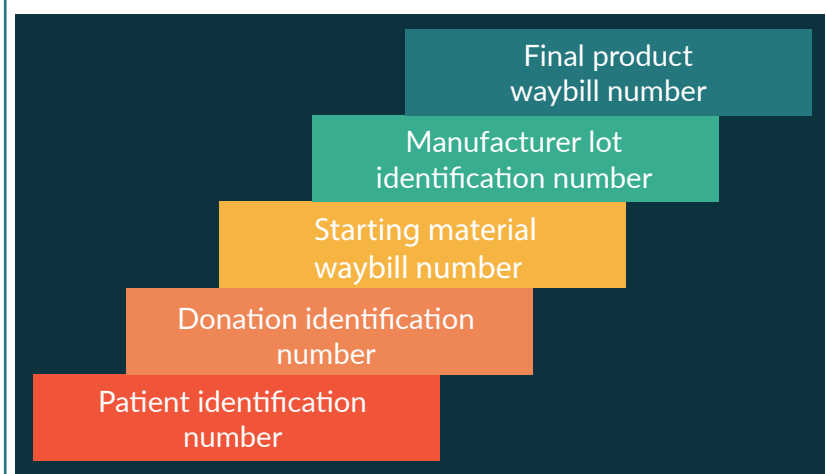 Final product
waybill number
Manufacturer lot
identification number
Starting material
waybill number
Donation identification
number
Patient identification
number